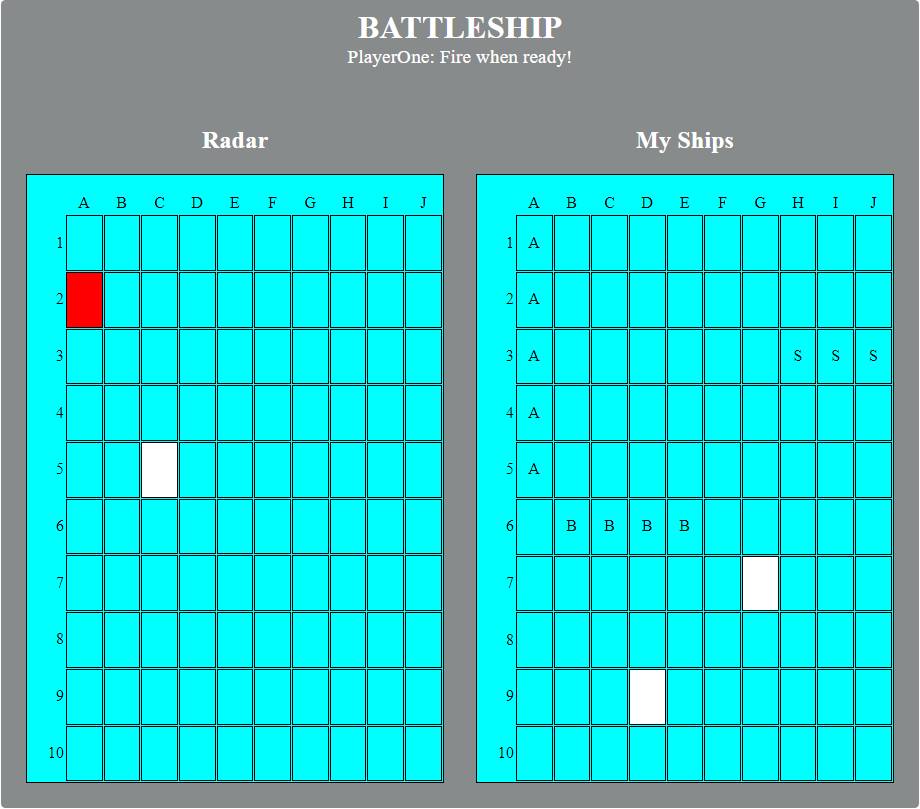 BATTLESHIP
PlayerOne: Fire when ready!
Radar
A B C D E F G H I J
1
2
3
4
5
6
7
8
9
10
My Ships
A B C D E F G H I J
1 A
2 A
3 A S S S
4 A
5 A
6 B B B B
7
8
9
10